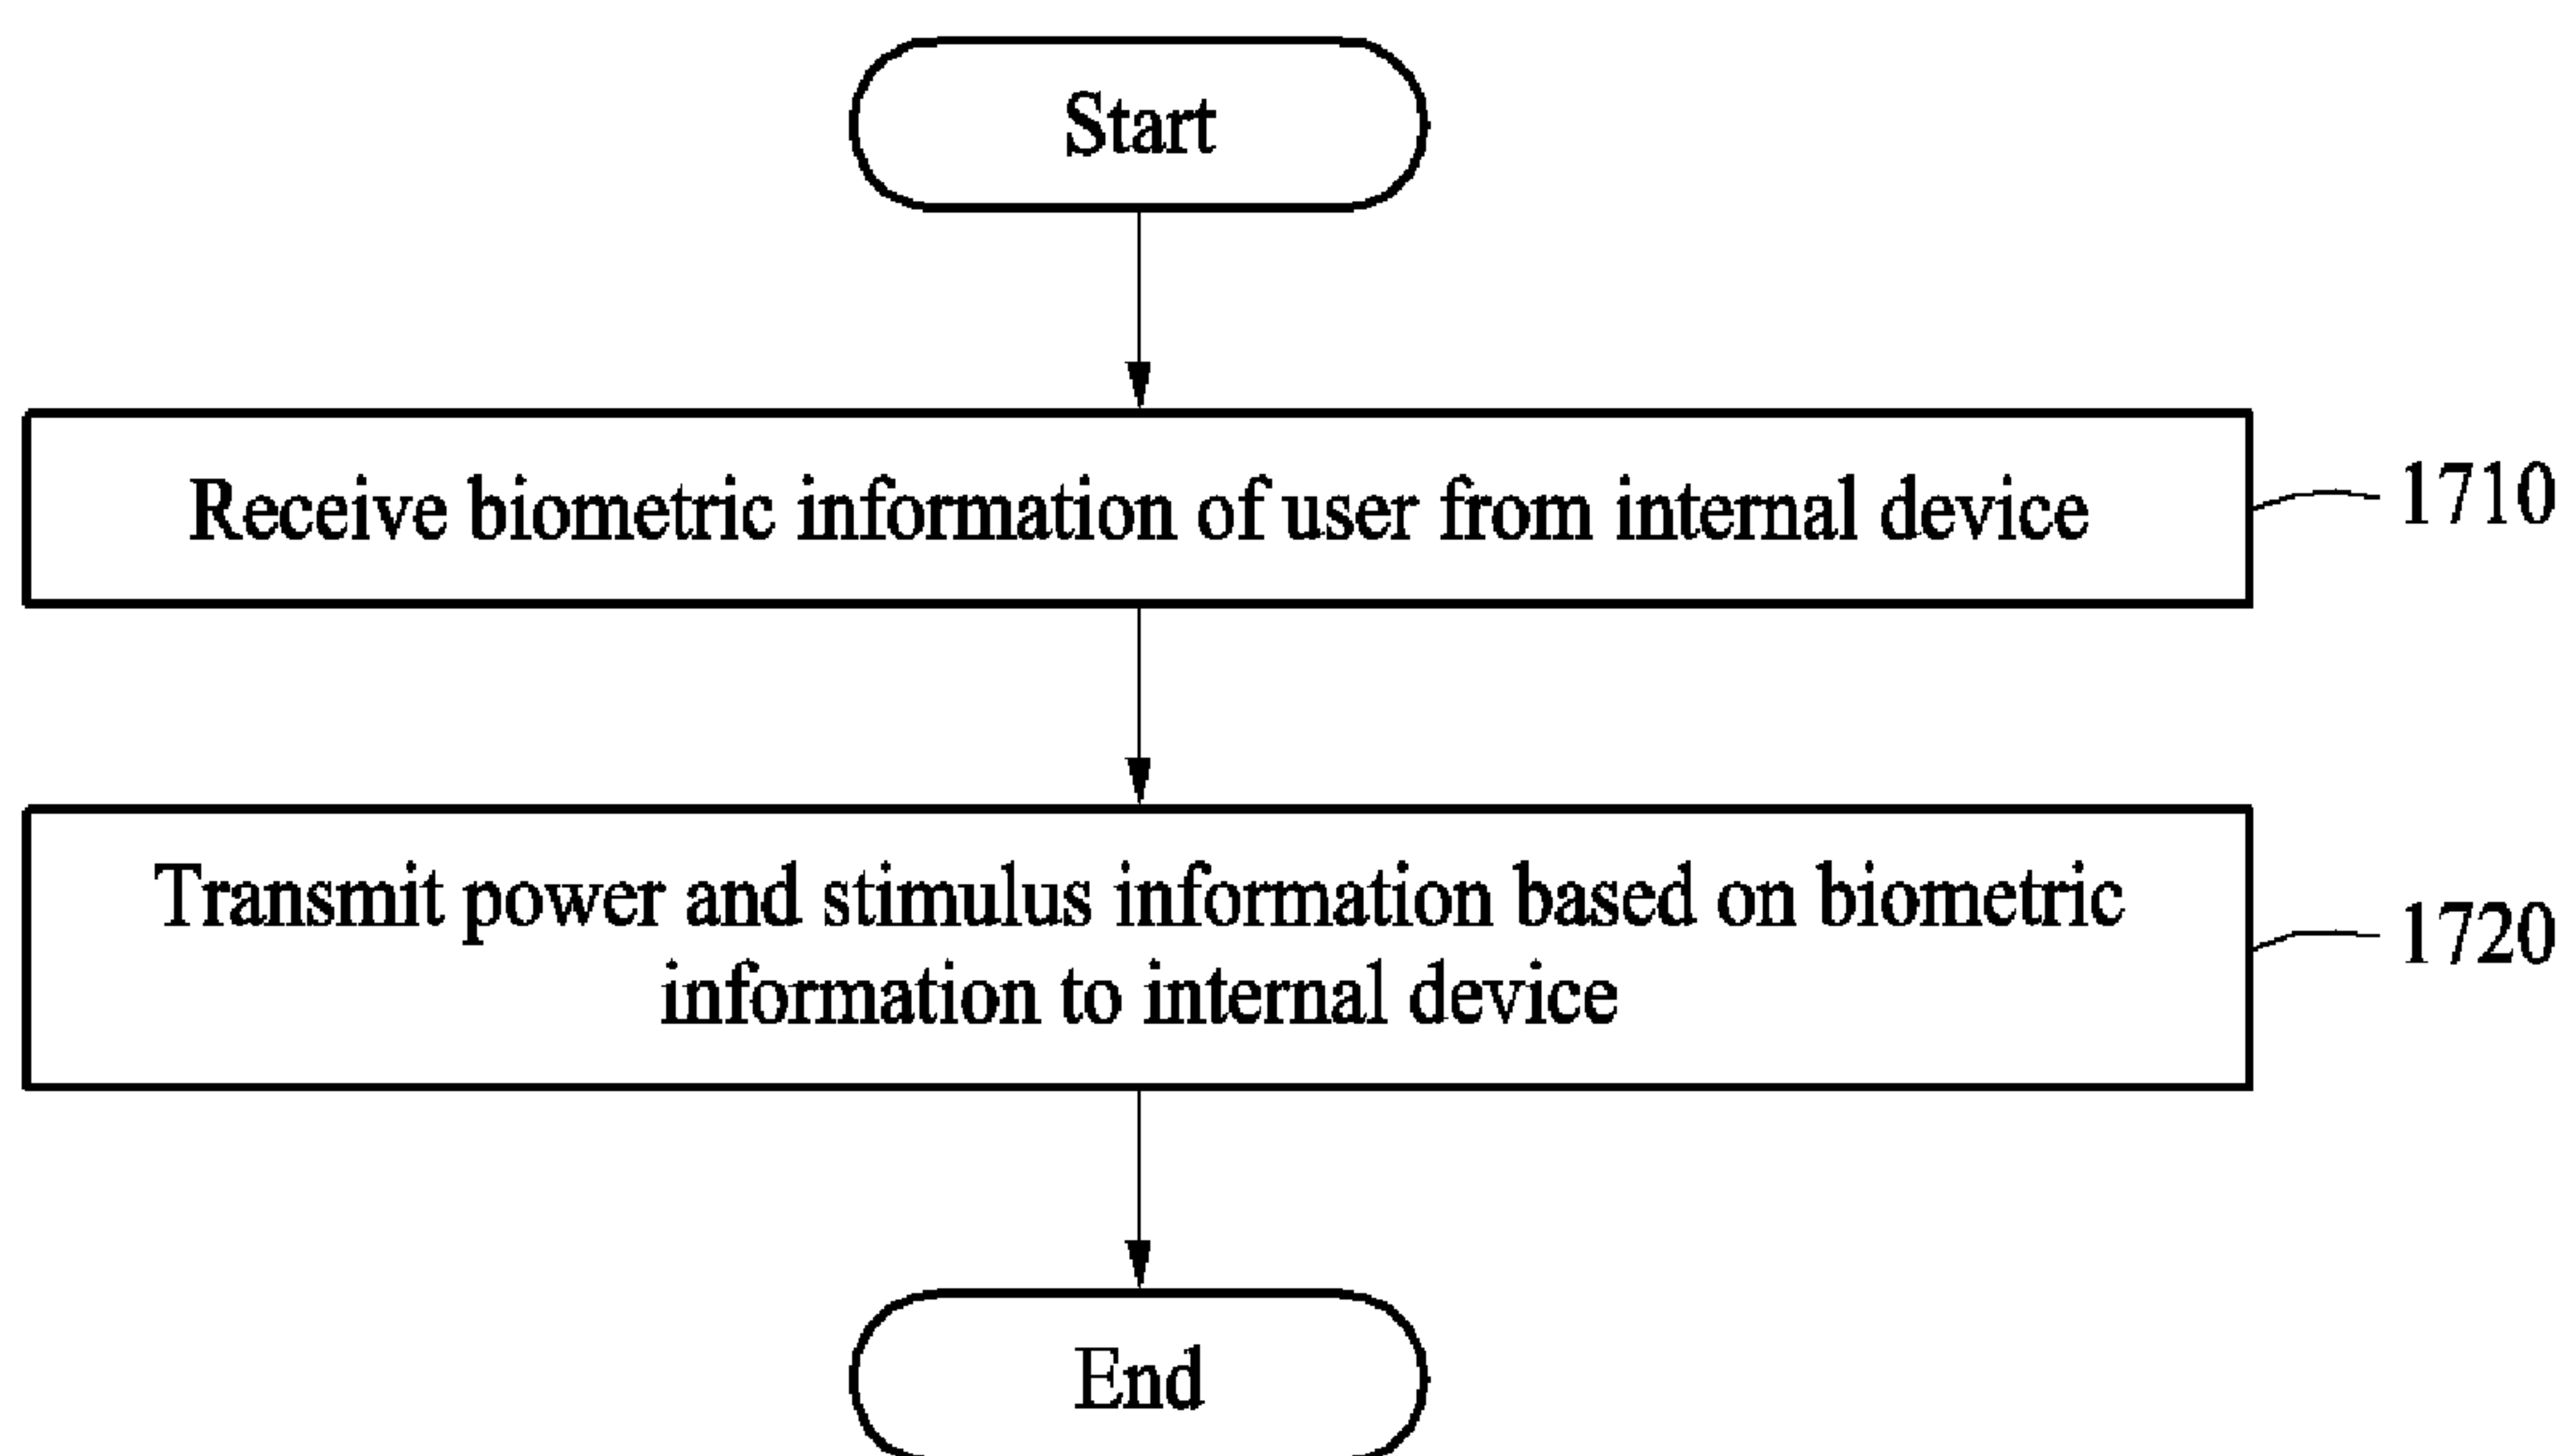 Start
Receive biometric information of user from internal device
1710
Transmit power and stimulus information based on biometric
information to internal device
1720
End